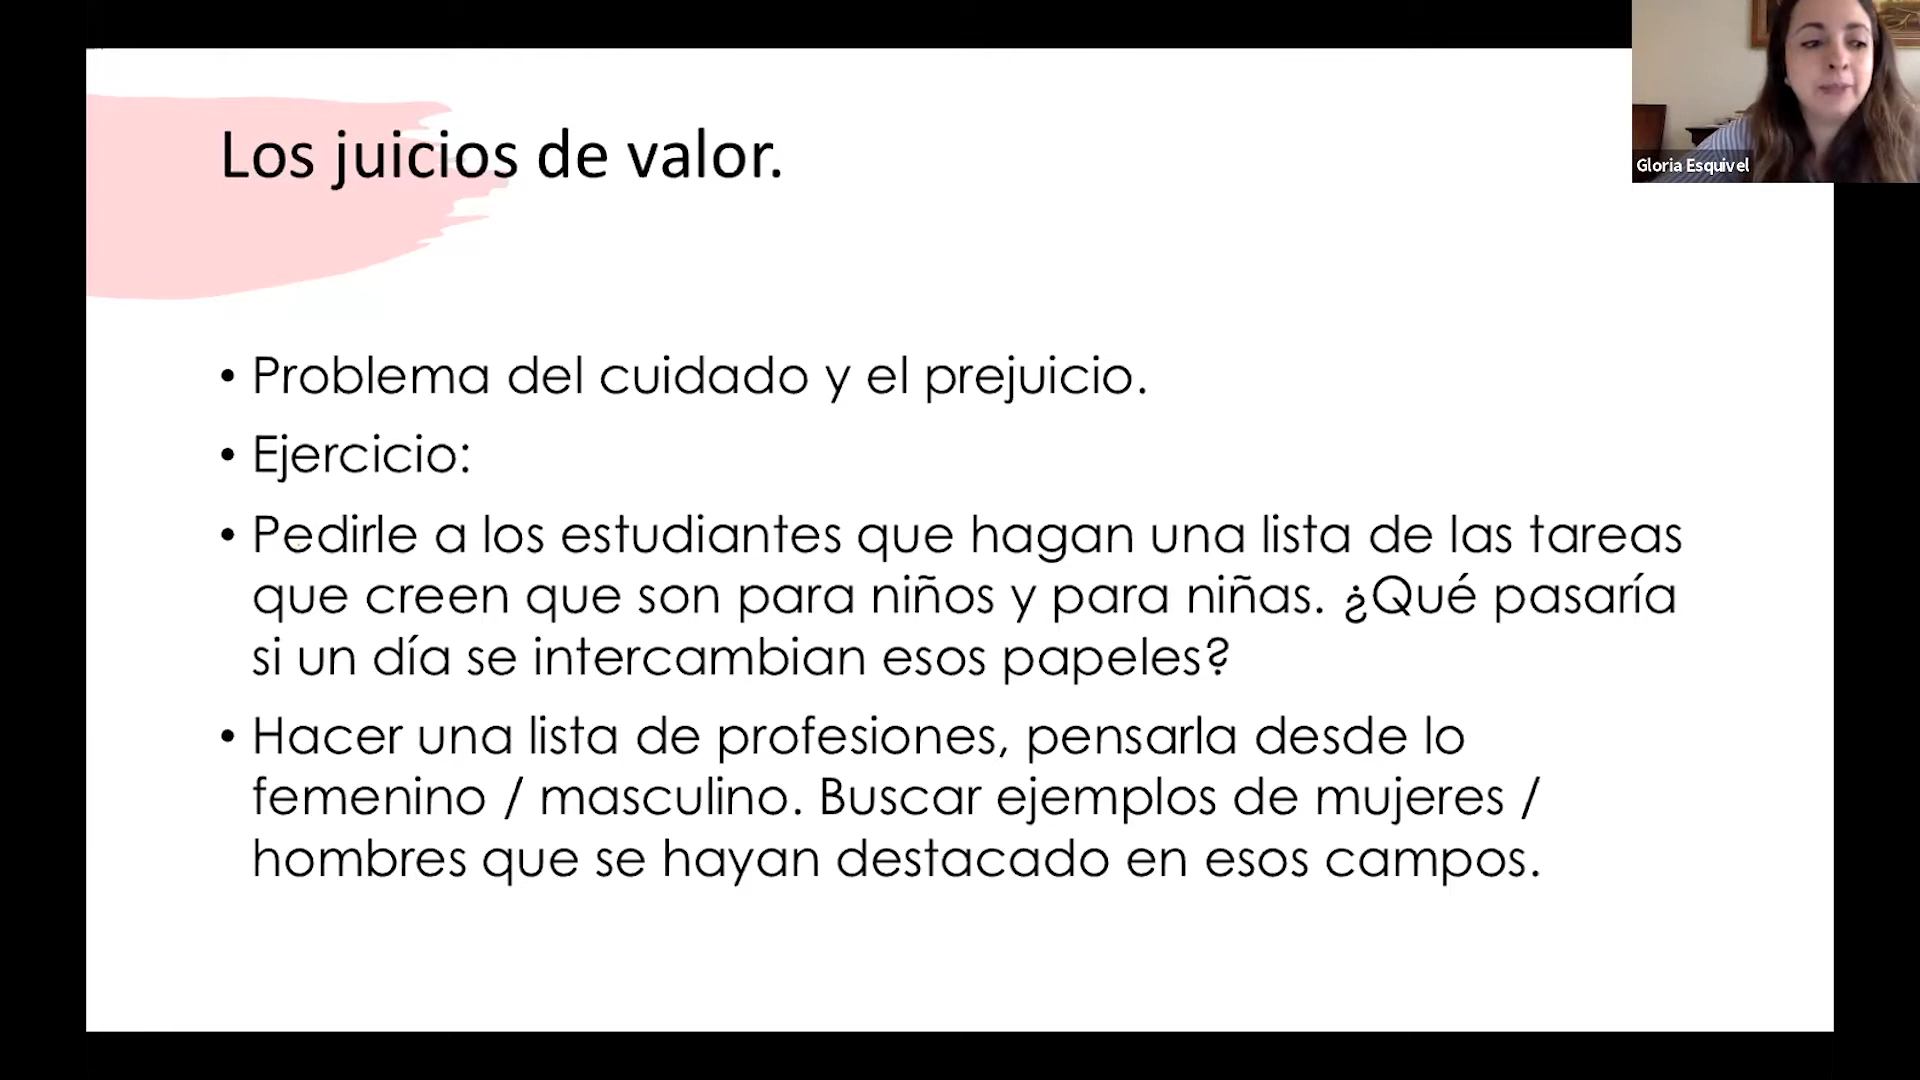 Los juicios de valor.
Gloria Esquivel
• Problema del cuidado y el prejuicio.
• Ejercicio:
• Pedirle a los estudiantes que hagan una lista de las tareas
que creen que son para niños y para niñas. ¿Qué pasaría
si un día se intercambian esos papeles?
• Hacer una lista de profesiones, pensarla desde lo
femenino / masculino. Buscar ejemplos de mujeres /
hombres que se hayan destacado en esos campos.